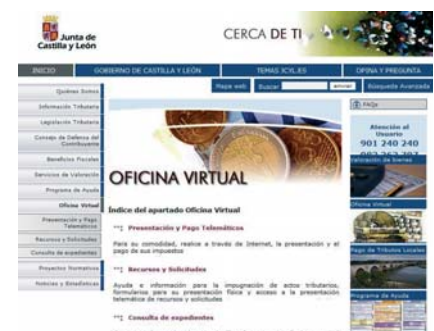 Junta de
Castilla y León
CERCA DE TI
INICIO
GOBIERNO DE CASTILLA Y LEÓN
TEMAS JCYL.ES
OPINA Y PREGUNTA
Mapa web
Buscar
enviar
Búsqueda Avanzada
Quiénes Somos
Información Tributaria
Legislación Tributaria
Consejo de Defensa del
Contribuyente
Beneficios Fiscales
Servicios de Valoración
Programa de Ayuda
Oficina Virtual
Presentación y Pago
Telemáticos
Recursos y Solicitudes
Consulta de expedientes
Proyectos Normativos
Noticias y Estadísticas
OFICINA VIRTUAL
Índice del apartado Oficina Virtual
Presentación y Pago Telemáticos
Para su comodidad, realice a través de Internet, la presentación y el
pago de sus impuestos
Recursos y Solicitudes
Ayuda e información para la impugnación de actos tributarios,
formularios para su presentación física y acceso a la presentación
telemática de recursos y solicitudes
Consulta de expedientes
FAQs
Atención al
Usuario
901 240 240
Valoración de bienes
Oficina Virtual
Pago de Tributos Locales
Programa de Ayuda